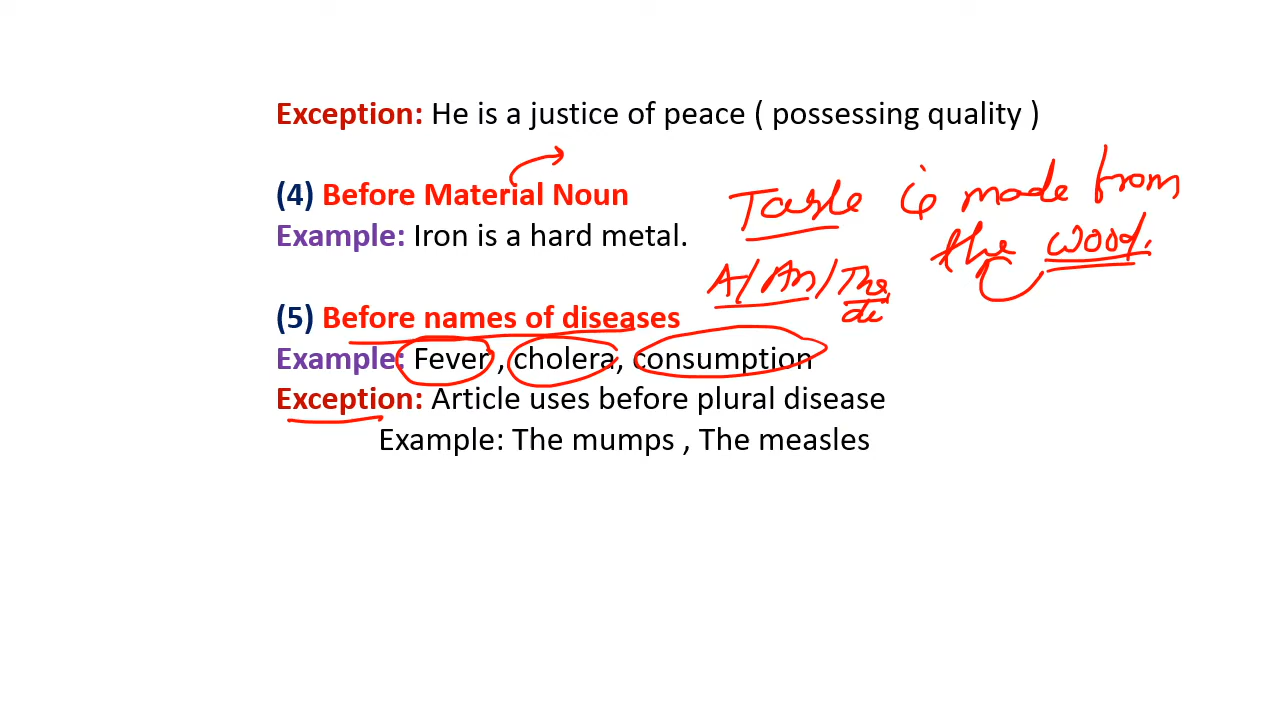 Exception: He is a justice of peace ( possessing quality )
(4) Before Material Noun
Example: Iron is a hard metal.
Table is made from
the wood.
A/An/The
(5) Before names of diseases
Example: Fever , cholera, consumption
Exception: Article uses before plural disease
Example: The mumps , The measles